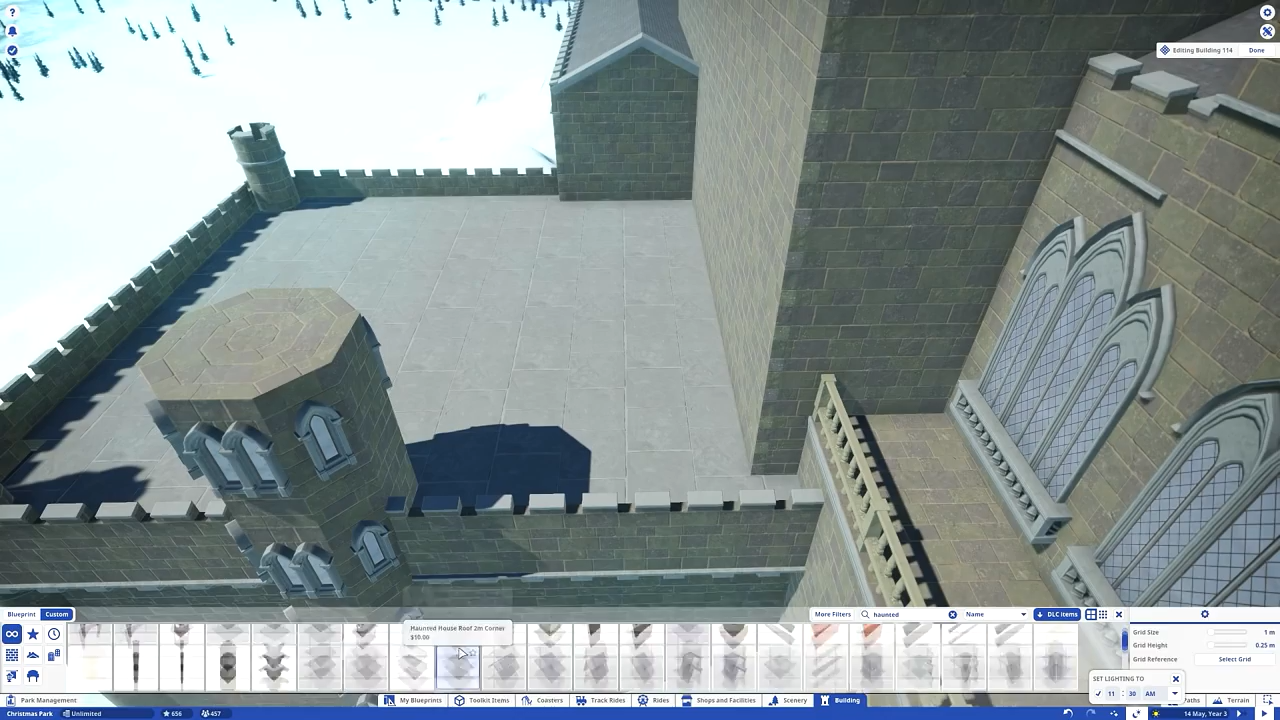 ?
Editing Building 114
Done
Blueprint
Custom
More Filters
haunted
Name
DLC Items
Haunted House Roof 2m Corner
$10.00
Grid Size
1 m
Grid Height
0.25 m
Grid Reference
Select Grid
SET LIGHTING TO
11 : 30 AM
Park Management
My Blueprints
Toolkit Items
Coasters
Track Rides
Rides
Shops and Facilities
Scenery
Building
Terrain
Christmas Park
Unlimited
656
457
14 May, Year 3